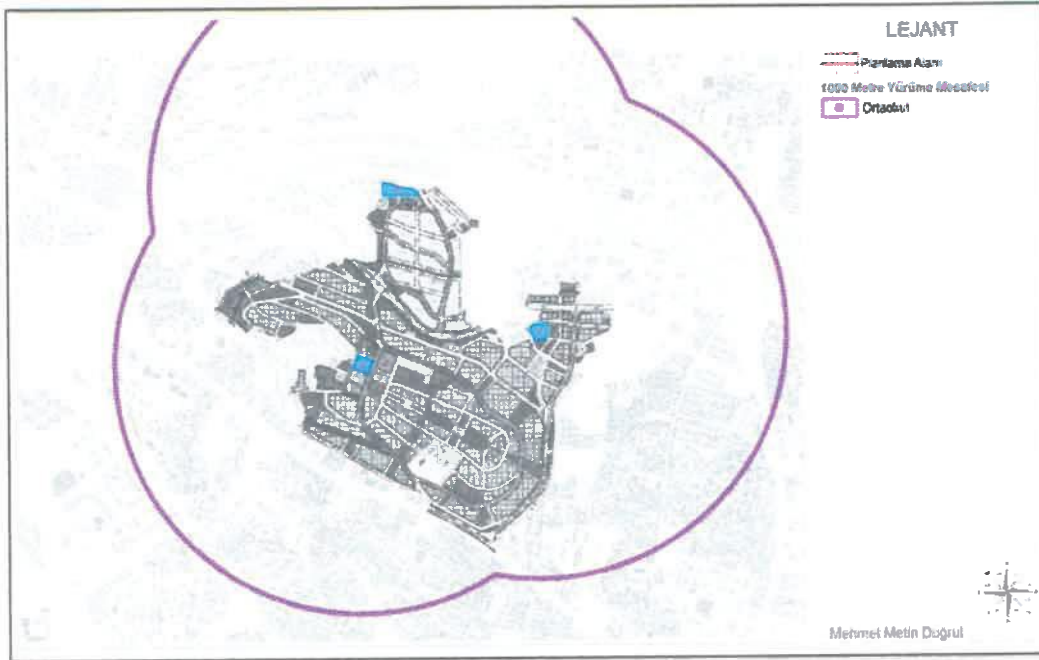 LEJANT
Planlama Alanı
1000 Metre Yürüme Mesafesi
Ortaokul
Mehmet Metin Doğrul